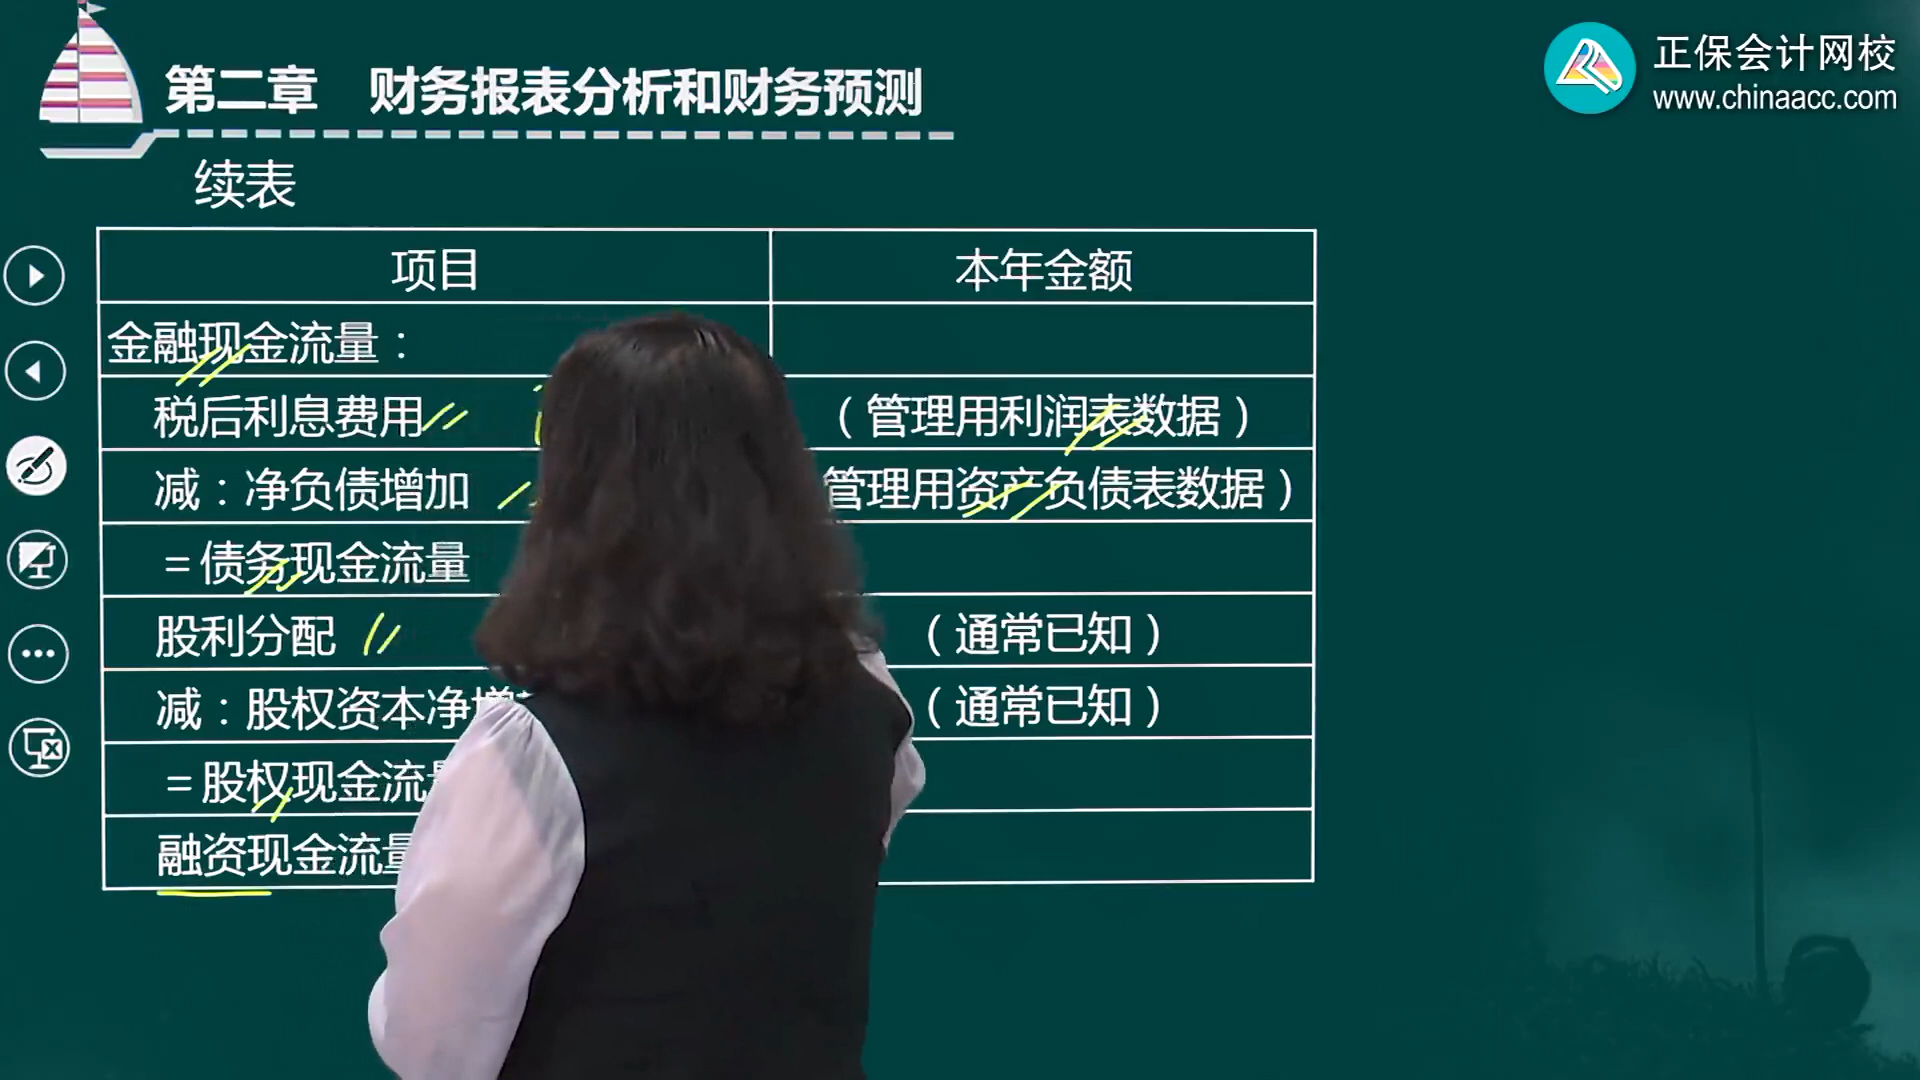 第二章 财务报表分析和财务预测
正保会计网校
www.chinaacc.com
续表
项目 本年金额
金融现金流量：
税后利息费用 （管理用利润表数据）
减：净负债增加 管理用资产负债表数据）
＝债务现金流量
股利分配 （通常已知）
减：股权资本净增 （通常已知）
＝股权现金流量
融资现金流量